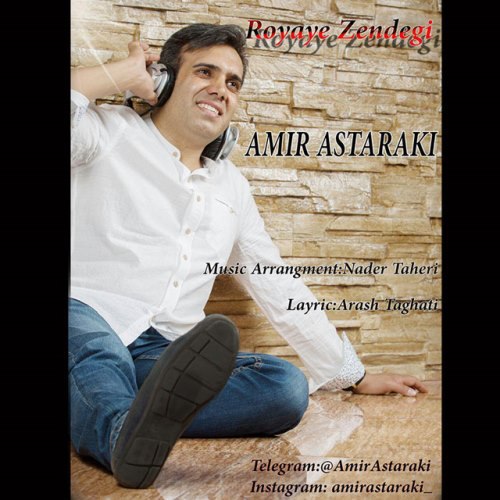 Royaye Zendegi
AMIR ASTARAKI
Music Arrangment:Nader Taheri
Layric:Arash Taghati
Telegram:@AmirAstaraki
Instagram: amirastaraki_